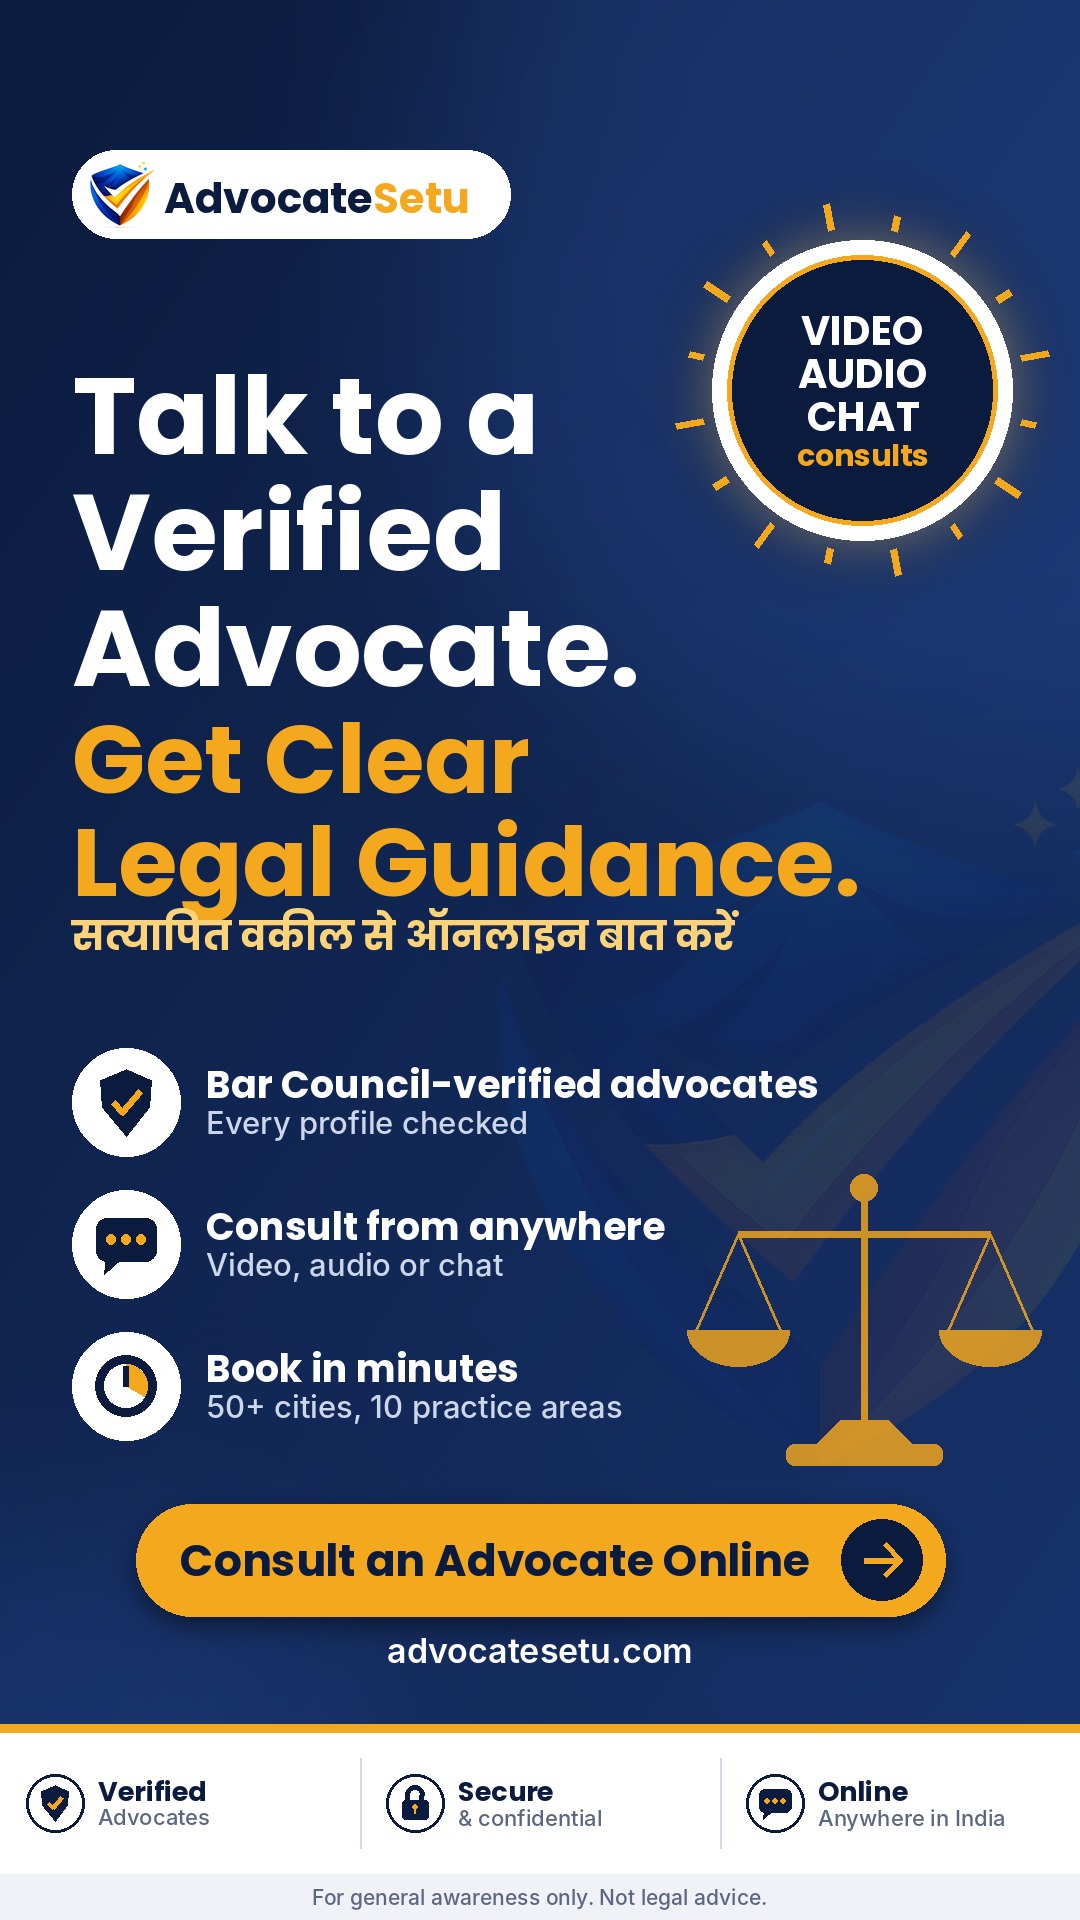 AdvocateSetu
VIDEO
AUDIO
CHAT
consults
Talk to a
Verified
Advocate.
Get Clear
Legal Guidance.
सत्यापित वकील से ऑनलाइन बात करें
Bar Council-verified advocates
Every profile checked
Consult from anywhere
Video, audio or chat
Book in minutes
50+ cities, 10 practice areas
Consult an Advocate Online
advocatesetu.com
Verified
Advocates
Secure
& confidential
Online
Anywhere in India
For general awareness only. Not legal advice.